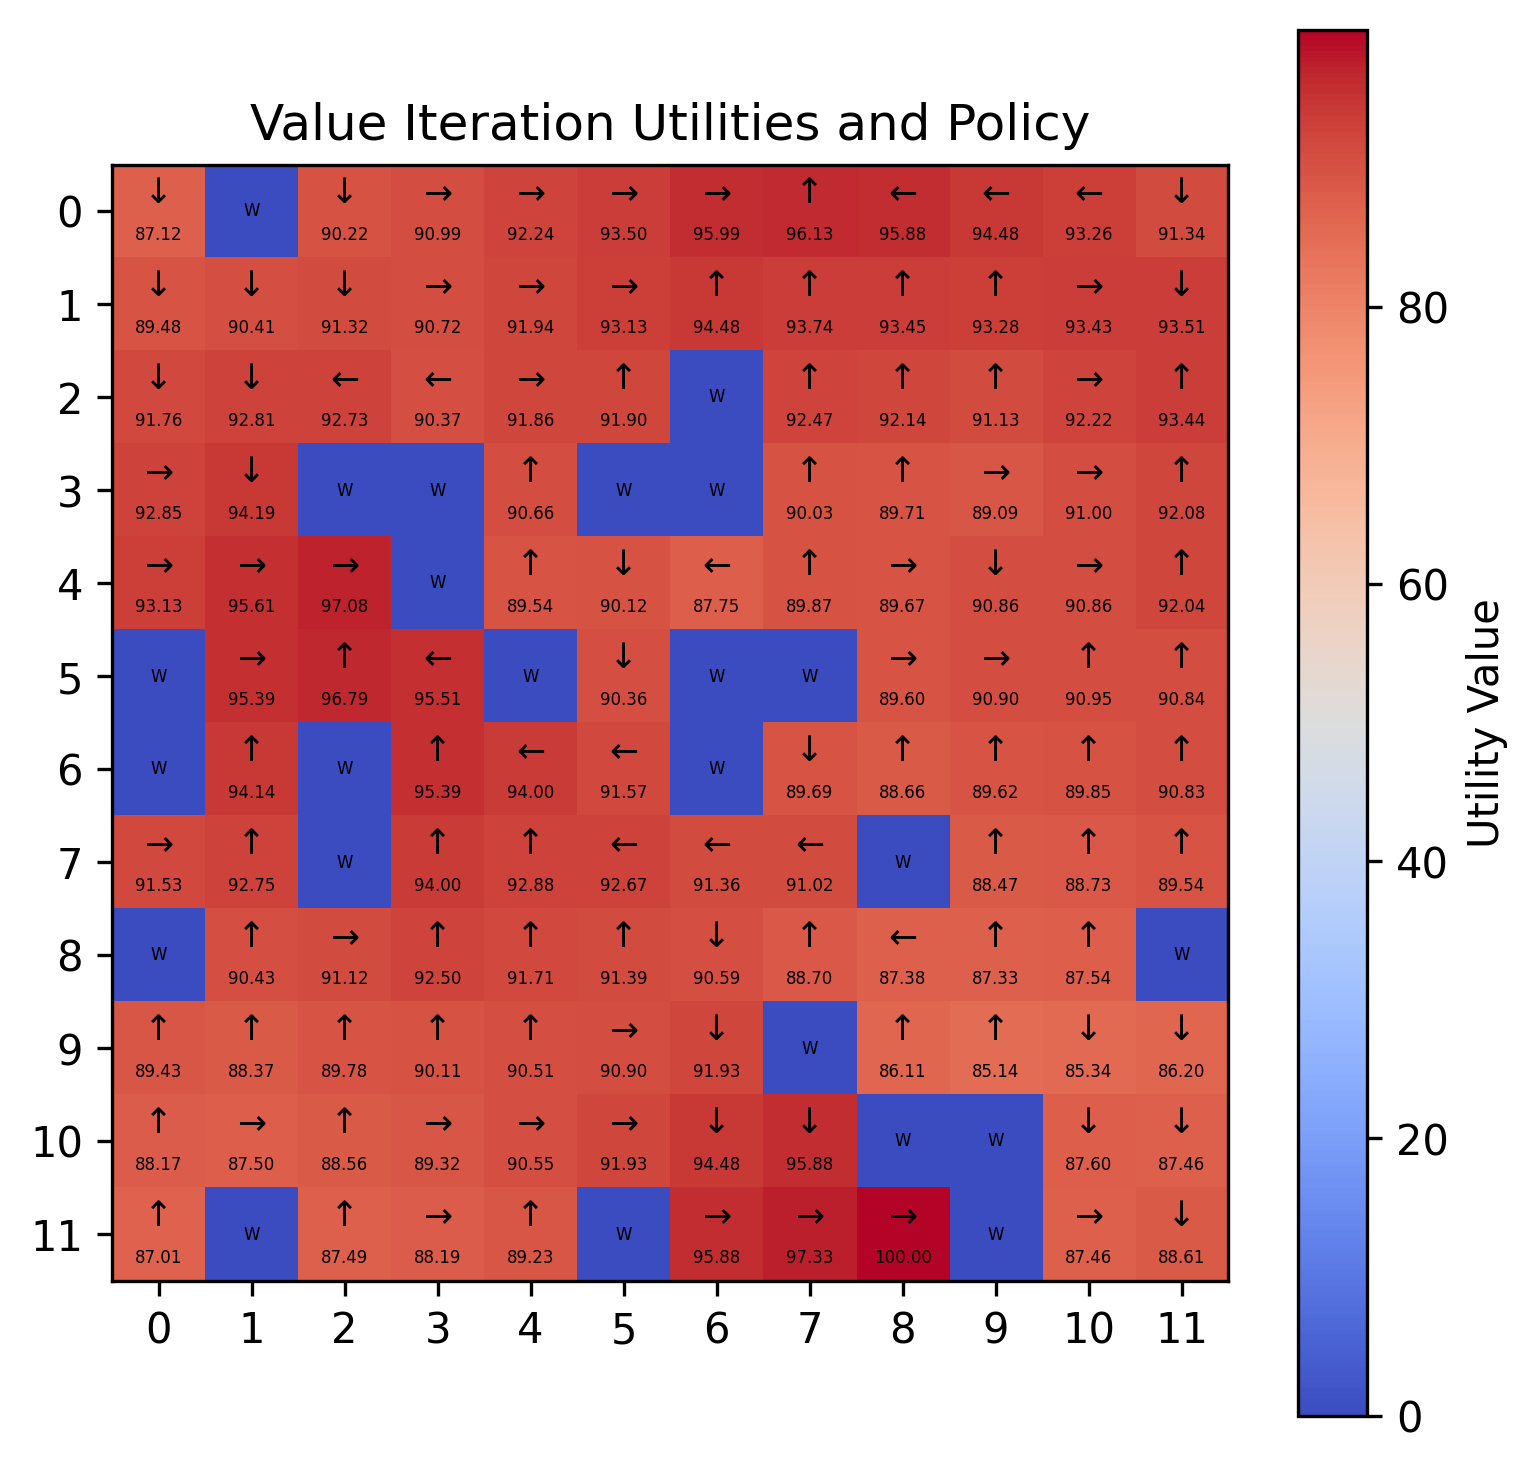 Value Iteration Utilities and Policy
0 ↓ W ↓ → → → → ↑ ← ← ← ↓
87.12 90.22 90.99 92.24 93.50 95.99 96.13 95.88 94.48 93.26 91.34
1 ↓ ↓ ↓ → → → ↑ ↑ ↑ ↑ → ↓
89.48 90.41 91.32 90.72 91.94 93.13 94.48 93.74 93.45 93.28 93.43 93.51
2 ↓ ↓ ← ← → ↑ W ↑ ↑ ↑ → ↑
91.76 92.81 92.73 90.37 91.86 91.90 92.47 92.14 91.13 92.22 93.44
3 → ↓ W W ↑ W W ↑ ↑ → → ↑
92.85 94.19 90.66 90.03 89.71 89.09 91.00 92.08
4 → → → W ↑ ↓ ← ↑ → ↓ → ↑
93.13 95.61 97.08 89.54 90.12 87.75 89.87 89.67 90.86 90.86 92.04
5 W → ↑ ← W ↓ W W → → ↑ ↑
95.39 96.79 95.51 90.36 89.60 90.90 90.95 90.84
6 W ↑ W ↑ ← ← W ↓ ↑ ↑ ↑ ↑
94.14 95.39 94.00 91.57 89.69 88.66 89.62 89.85 90.83
7 → ↑ W ↑ ↑ ← ← ← W ↑ ↑ ↑
91.53 92.75 94.00 92.88 92.67 91.36 91.02 88.47 88.73 89.54
8 W ↑ → ↑ ↑ ↑ ↓ ↑ ← ↑ ↑ W
90.43 91.12 92.50 91.71 91.39 90.59 88.70 87.38 87.33 87.54
9 ↑ ↑ ↑ ↑ ↑ → ↓ W ↑ ↑ ↓ ↓
89.43 88.37 89.78 90.11 90.51 90.90 91.93 86.11 85.14 85.34 86.20
10 ↑ → ↑ → → → ↓ ↓ W W ↓ ↓
88.17 87.50 88.56 89.32 90.55 91.93 94.48 95.88 87.60 87.46
11 ↑ W ↑ → ↑ W → → → W → ↓
87.01 87.49 88.19 89.23 95.88 97.33 100.00 87.46 88.61
0 1 2 3 4 5 6 7 8 9 10 11
80
60
40
20
0
Utility Value